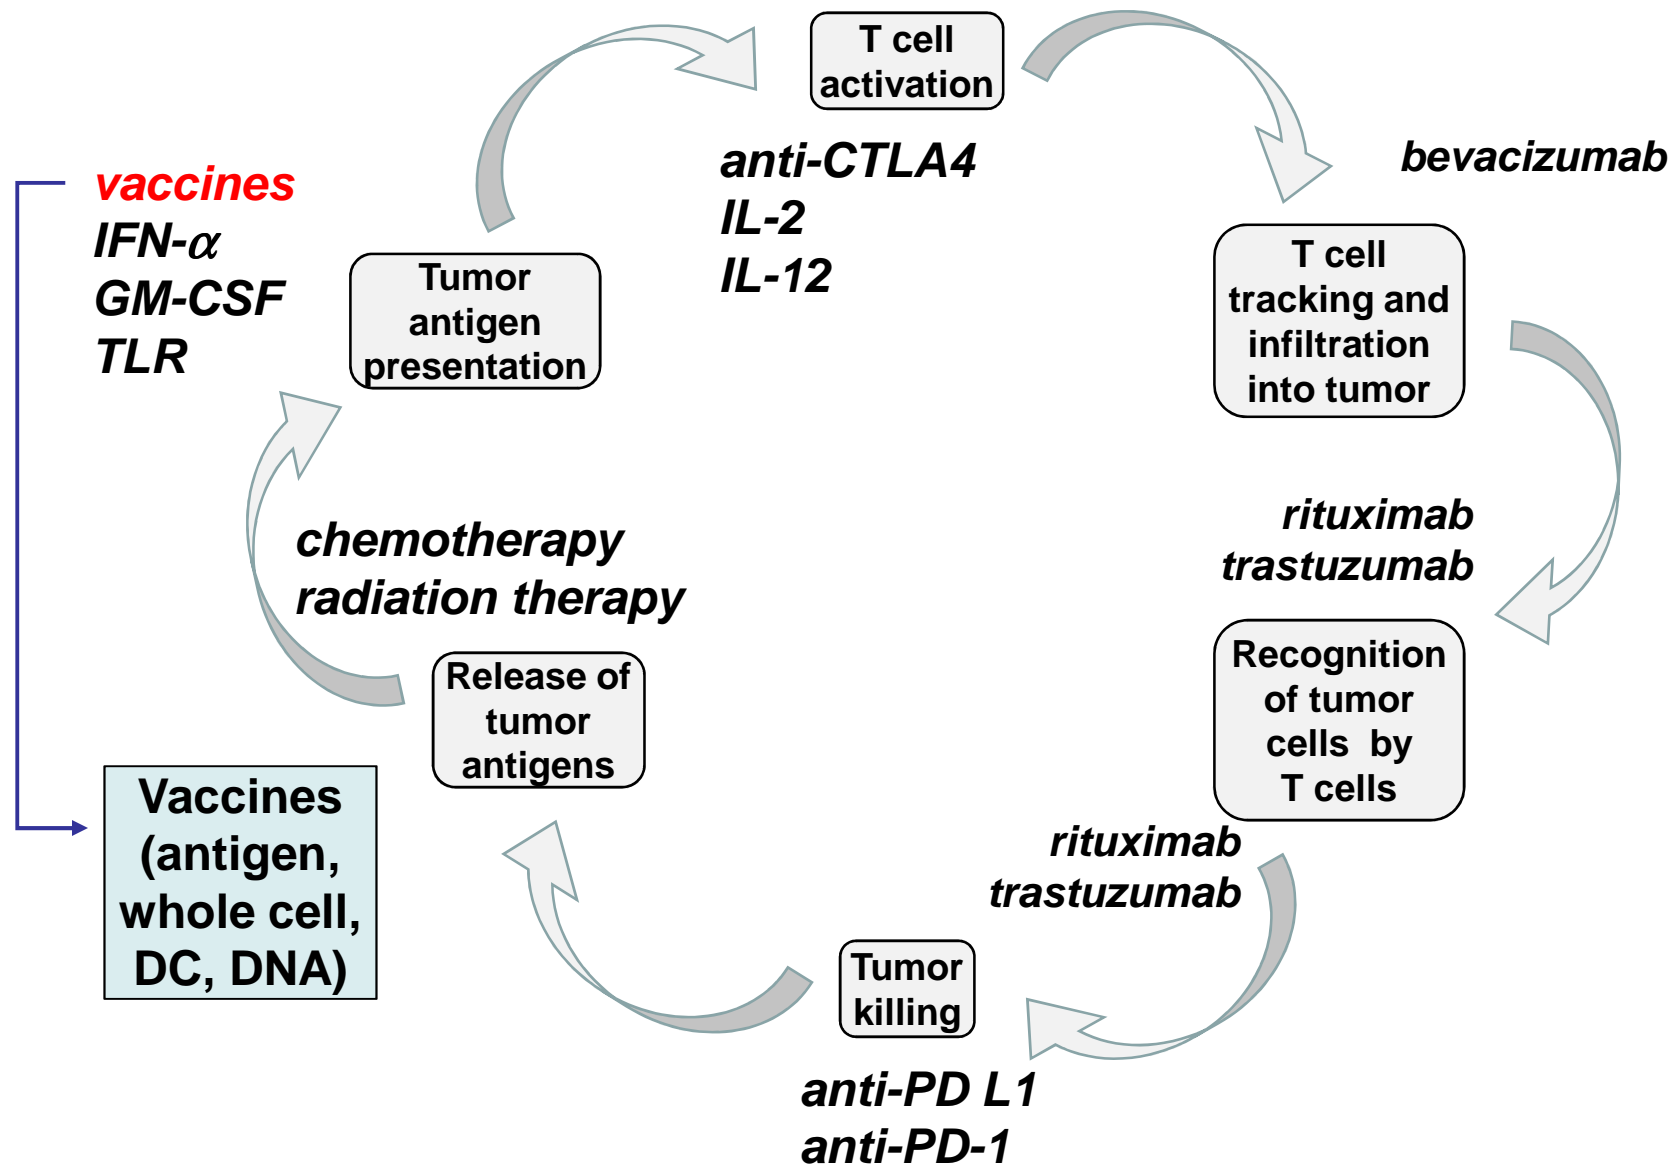 T cell
activation
anti-CTLA4
IL-2
IL-12
bevacizumab
T cell
tracking and
infiltration
into tumor
rituximab
trastuzumab
Recognition
of tumor
cells by
T cells
rituximab
trastuzumab
Tumor
killing
anti-PD L1
anti-PD-1
Release of
tumor
antigens
chemotherapy
radiation therapy
Tumor
antigen
presentation
vaccines
IFN-α
GM-CSF
TLR
Vaccines
(antigen,
whole cell,
DC, DNA)